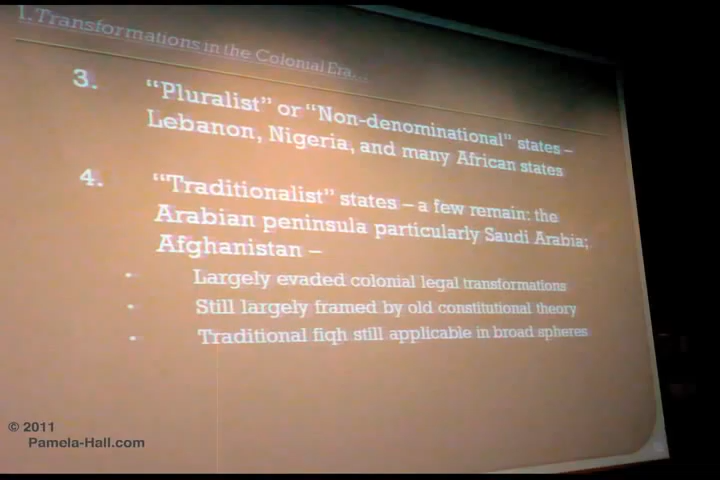 I. Transformations in the Colonial Era...
3. "Pluralist" or "Non-denominational" states –
Lebanon, Nigeria, and many African states
4. "Traditionalist" states – a few remain: the
Arabian peninsula particularly Saudi Arabia;
Afghanistan –
• Largely evaded colonial legal transformations
• Still largely framed by old constitutional theory
• Traditional fiqh still applicable in broad spheres
© 2011
Pamela-Hall.com